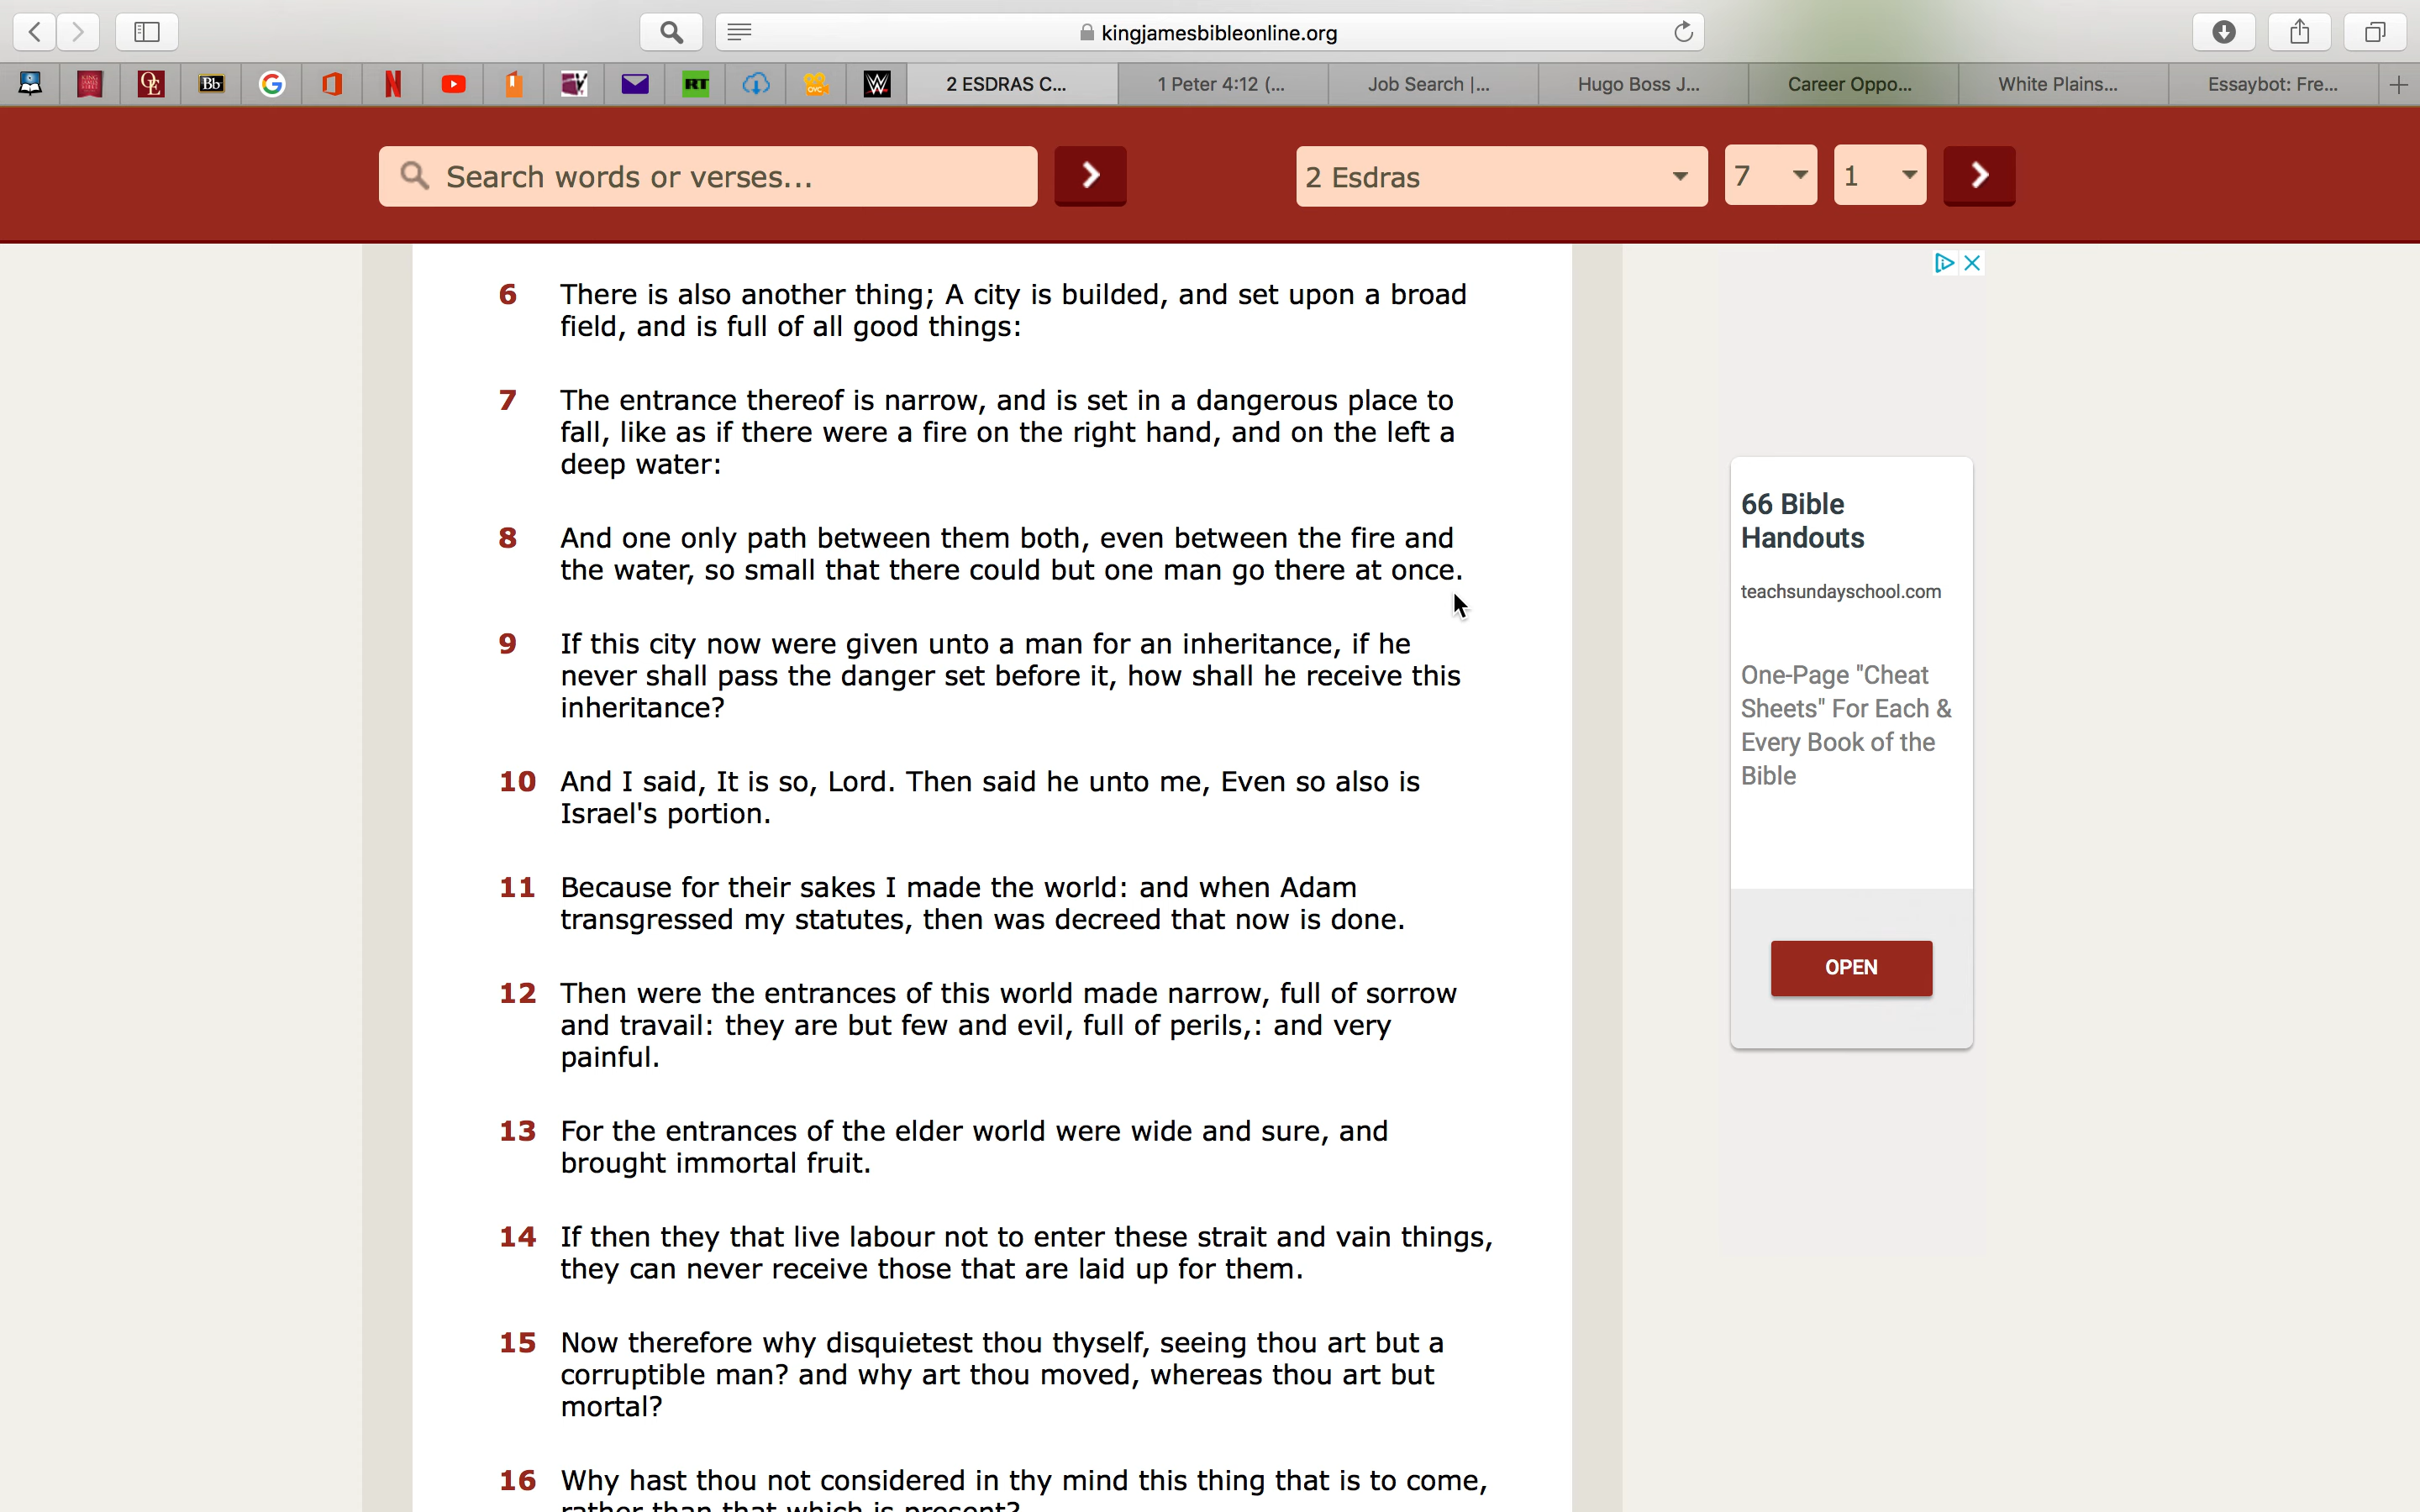 kingjamesbibleonline.org
Bb
RT
2 ESDRAS C...
1 Peter 4:12 (...
Job Search |...
Hugo Boss J...
Career Oppo...
White Plains...
Essaybot: Fre...
Search words or verses...
2 Esdras
7
1
6 There is also another thing; A city is builded, and set upon a broad
field, and is full of all good things:
7 The entrance thereof is narrow, and is set in a dangerous place to
fall, like as if there were a fire on the right hand, and on the left a
deep water:
8 And one only path between them both, even between the fire and
the water, so small that there could but one man go there at once.
9 If this city now were given unto a man for an inheritance, if he
never shall pass the danger set before it, how shall he receive this
inheritance?
10 And I said, It is so, Lord. Then said he unto me, Even so also is
Israel's portion.
11 Because for their sakes I made the world: and when Adam
transgressed my statutes, then was decreed that now is done.
12 Then were the entrances of this world made narrow, full of sorrow
and travail: they are but few and evil, full of perils,: and very
painful.
13 For the entrances of the elder world were wide and sure, and
brought immortal fruit.
14 If then they that live labour not to enter these strait and vain things,
they can never receive those that are laid up for them.
15 Now therefore why disquietest thou thyself, seeing thou art but a
corruptible man? and why art thou moved, whereas thou art but
mortal?
16 Why hast thou not considered in thy mind this thing that is to come,
rather than that which is present?
66 Bible
Handouts
teachsundayschool.com
One-Page "Cheat
Sheets" For Each &
Every Book of the
Bible
OPEN